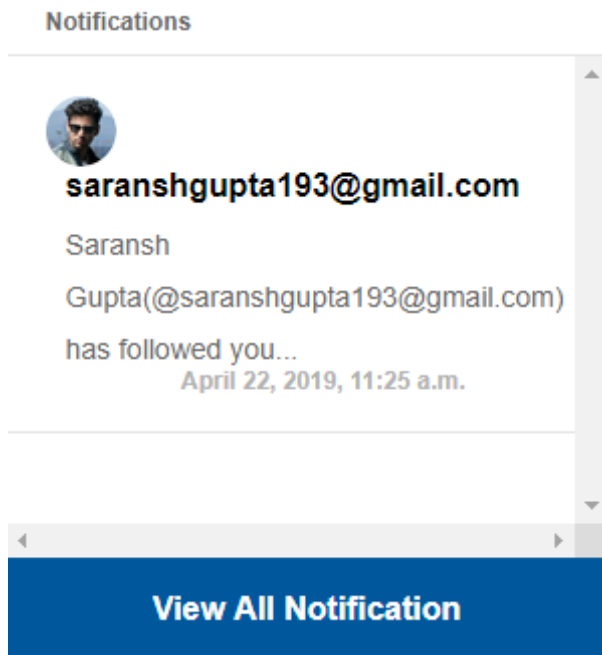 Notifications
saranshgupta193@gmail.com
Saransh
Gupta(@saranshgupta193@gmail.com)
has followed you...
April 22, 2019, 11:25 a.m.
View All Notification